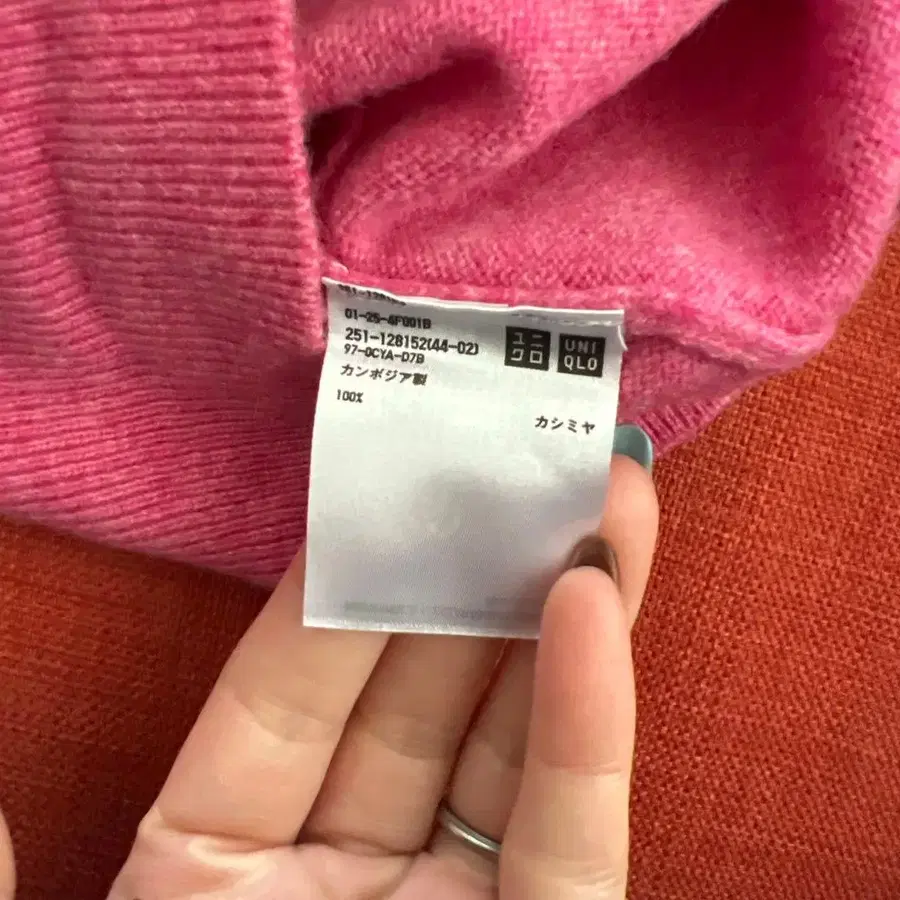 01-25-4F001B
251-128152(44-02)
97-0CYA-D7B
カンボジア製
100%
カシミヤ
ユニ
クロ
UNI
QLO